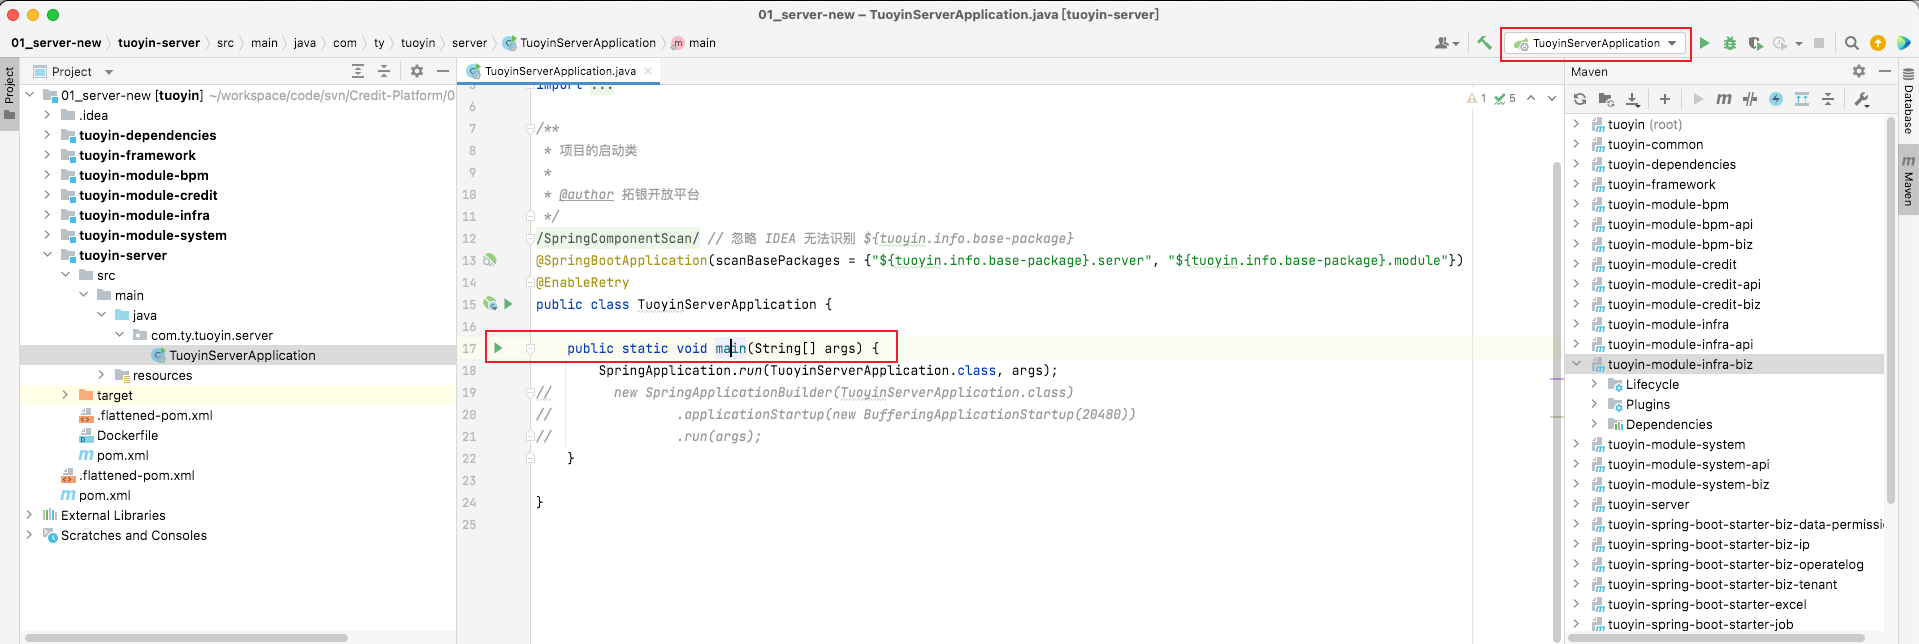 01_server-new – TuoyinServerApplication.java [tuoyin-server]
01_server-new tuoyin-server src main java com ty tuoyin server TuoyinServerApplication main
TuoyinServerApplication
Project
Project
01_server-new [tuoyin] ~/workspace/code/svn/Credit-Platform/0
.idea
tuoyin-dependencies
tuoyin-framework
tuoyin-module-bpm
tuoyin-module-credit
tuoyin-module-infra
tuoyin-module-system
tuoyin-server
src
main
java
com.ty.tuoyin.server
TuoyinServerApplication
resources
target
.flattened-pom.xml
Dockerfile
pom.xml
.flattened-pom.xml
pom.xml
External Libraries
Scratches and Consoles
TuoyinServerApplication.java
1 5
import ...
6
7 /**
8 * 项目的启动类
9 *
10 * @author 拓银开放平台
11 */
12 /SpringComponentScan/ // 忽略 IDEA 无法识别 ${tuoyin.info.base-package}
13 @SpringBootApplication(scanBasePackages = {"${tuoyin.info.base-package}.server", "${tuoyin.info.base-package}.module"})
14 @EnableRetry
15 public class TuoyinServerApplication {
16
17 public static void main(String[] args) {
18 SpringApplication.run(TuoyinServerApplication.class, args);
19 // new SpringApplicationBuilder(TuoyinServerApplication.class)
20 // .applicationStartup(new BufferingApplicationStartup(20480))
21 // .run(args);
22 }
23
24 }
25
Maven
tuoyin (root)
tuoyin-common
tuoyin-dependencies
tuoyin-framework
tuoyin-module-bpm
tuoyin-module-bpm-api
tuoyin-module-bpm-biz
tuoyin-module-credit
tuoyin-module-credit-api
tuoyin-module-credit-biz
tuoyin-module-infra
tuoyin-module-infra-api
tuoyin-module-infra-biz
Lifecycle
Plugins
Dependencies
tuoyin-module-system
tuoyin-module-system-api
tuoyin-module-system-biz
tuoyin-server
tuoyin-spring-boot-starter-biz-data-permissi
tuoyin-spring-boot-starter-biz-ip
tuoyin-spring-boot-starter-biz-operatelog
tuoyin-spring-boot-starter-biz-tenant
tuoyin-spring-boot-starter-excel
tuoyin-spring-boot-starter-job
Database
m Maven